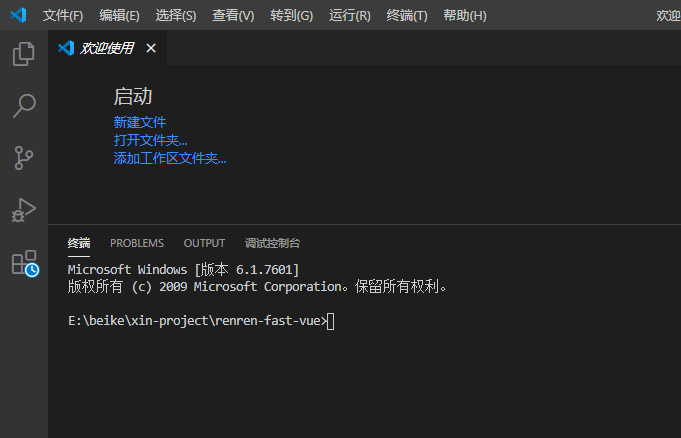 文件(F) 编辑(E) 选择(S) 查看(V) 转到(G) 运行(R) 终端(T) 帮助(H) 欢迎
欢迎使用
启动
新建文件
打开文件夹...
添加工作区文件夹...
终端 PROBLEMS OUTPUT 调试控制台
Microsoft Windows [版本 6.1.7601]
版权所有 (c) 2009 Microsoft Corporation。保留所有权利。
E:\beike\xin-project\renren-fast-vue>